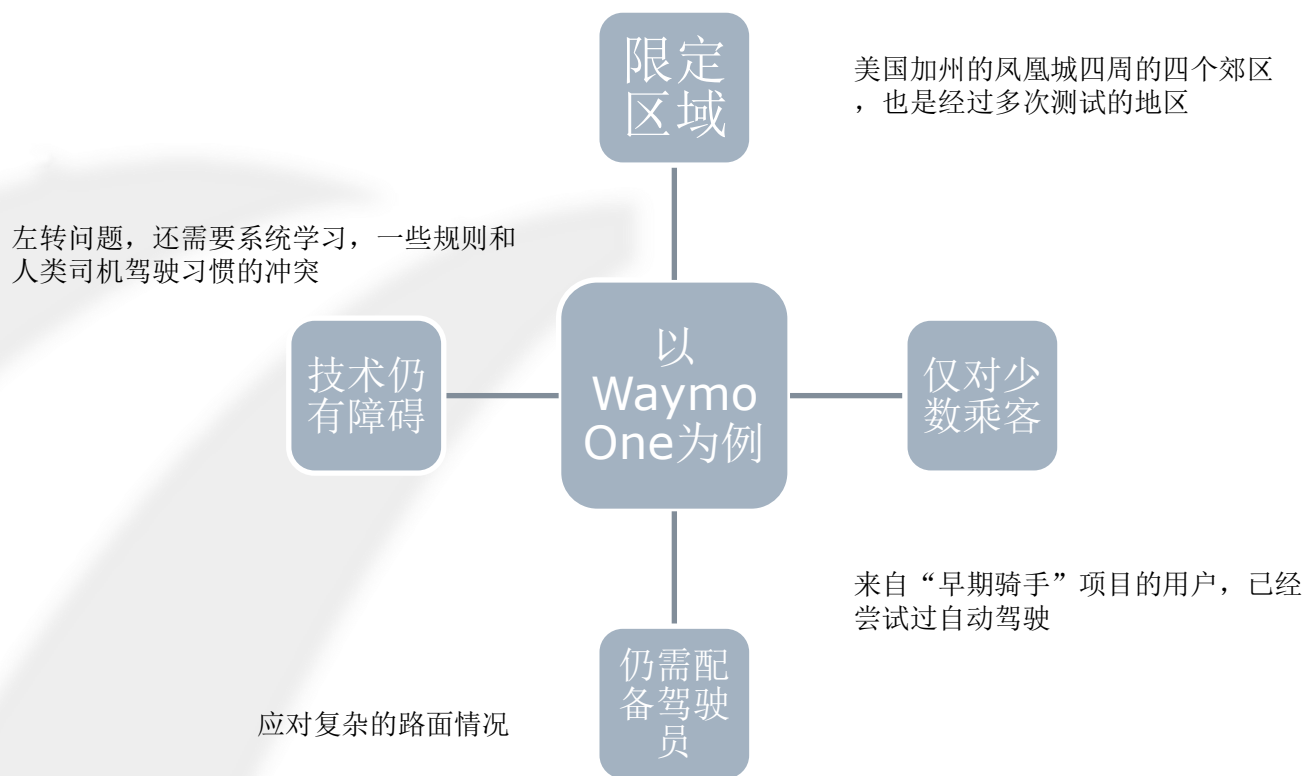 限定
区域
美国加州的凤凰城四周的四个郊区
，也是经过多次测试的地区
左转问题，还需要系统学习，一些规则和
人类司机驾驶习惯的冲突
技术仍
有障碍
以
Waymo
One为例
仅对少
数乘客
来自“早期骑手”项目的用户，已经
尝试过自动驾驶
仍需配
备驾驶
员
应对复杂的路面情况